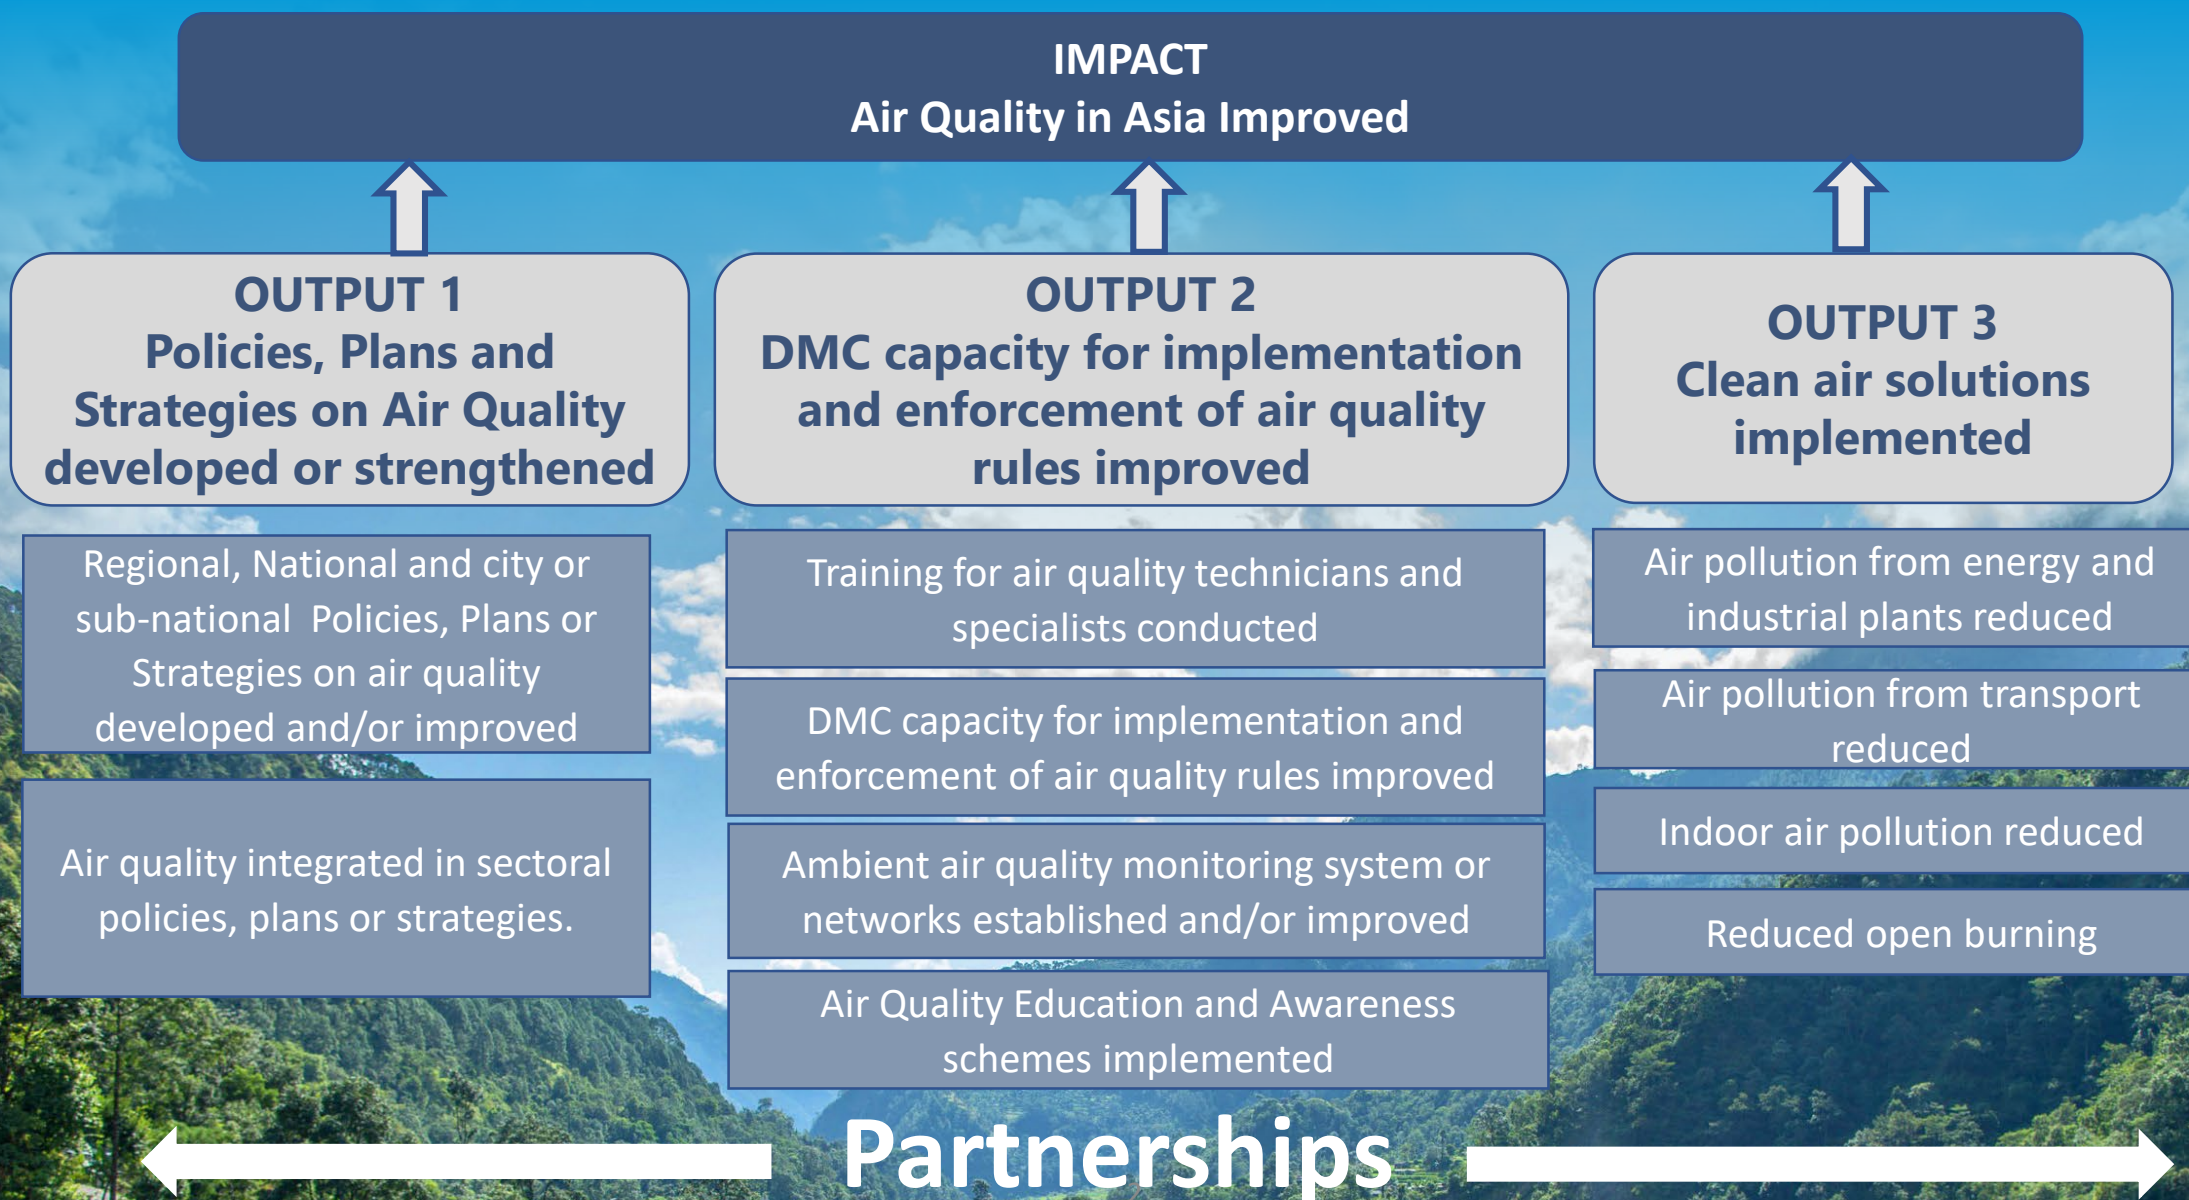 IMPACT
Air Quality in Asia Improved
OUTPUT 1
Policies, Plans and
Strategies on Air Quality
developed or strengthened
Regional, National and city or
sub-national  Policies, Plans or
Strategies on air quality
developed and/or improved
Air quality integrated in sectoral
policies, plans or strategies.
OUTPUT 2
DMC capacity for implementation
and enforcement of air quality
rules improved
Training for air quality technicians and
specialists conducted
DMC capacity for implementation and
enforcement of air quality rules improved
Ambient air quality monitoring system or
networks established and/or improved
Air Quality Education and Awareness
schemes implemented
OUTPUT 3
Clean air solutions
implemented
Air pollution from energy and
industrial plants reduced
Air pollution from transport
reduced
Indoor air pollution reduced
Reduced open burning
Partnerships